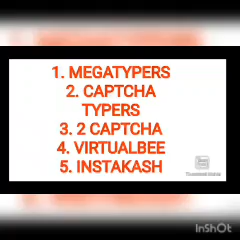 1. MEGATYPERS
2. CAPTCHA
TYPERS
3. 2 CAPTCHA
4. VIRTUALBEE
5. INSTAKASH
InShOt